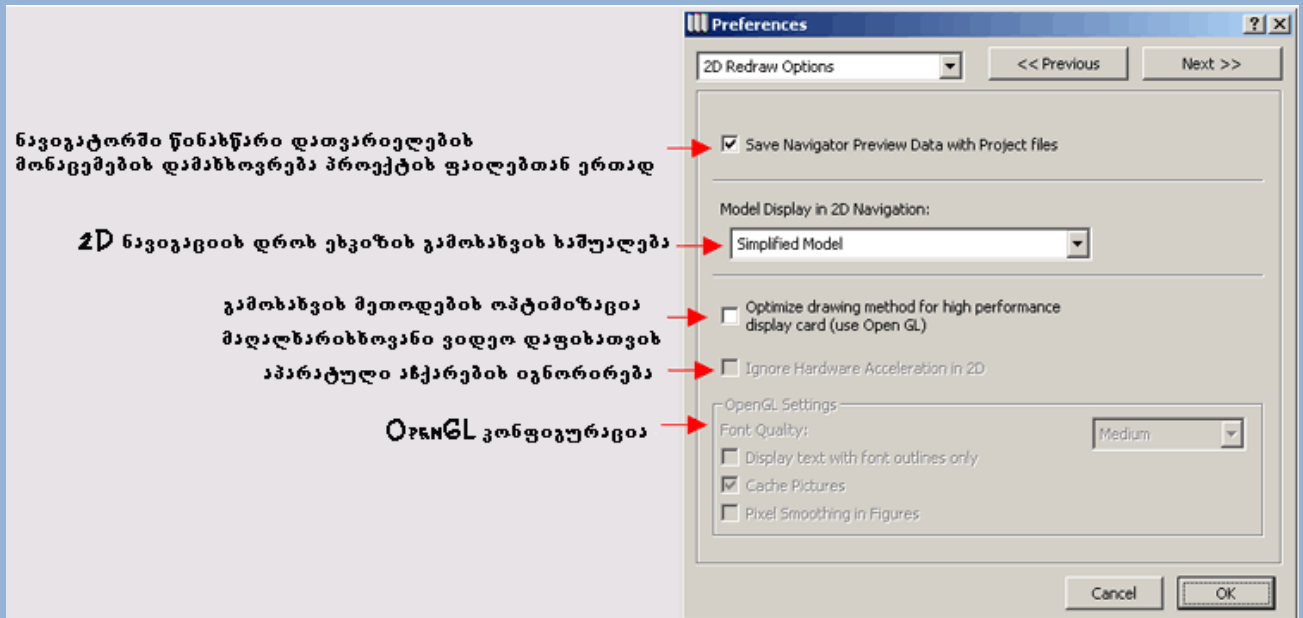 Preferences
2D Redraw Options
<< Previous
Next >>
ნავიგატორში წინასწარი დათვარიელების
მონაცემების დამახსოვრება პროექტის ფაილებთან ერთად
Save Navigator Preview Data with Project files
Model Display in 2D Navigation:
2D ნავიგაციის დროს ესკიზის გამოსახვის საშუალება
Simplified Model
გამოსახვის მეთოდების ოპტიმიზაცია
მაღალხარისხოვანი ვიდეო დაფისათვის
Optimize drawing method for high performance
display card (use Open GL)
აპარატული აჩქარების იგნორირება
Ignore Hardware Acceleration in 2D
OpenGL Settings
OpenGL კონფიგურაცია
Font Quality:
Medium
Display text with font outlines only
Cache Pictures
Pixel Smoothing in Figures
Cancel
OK